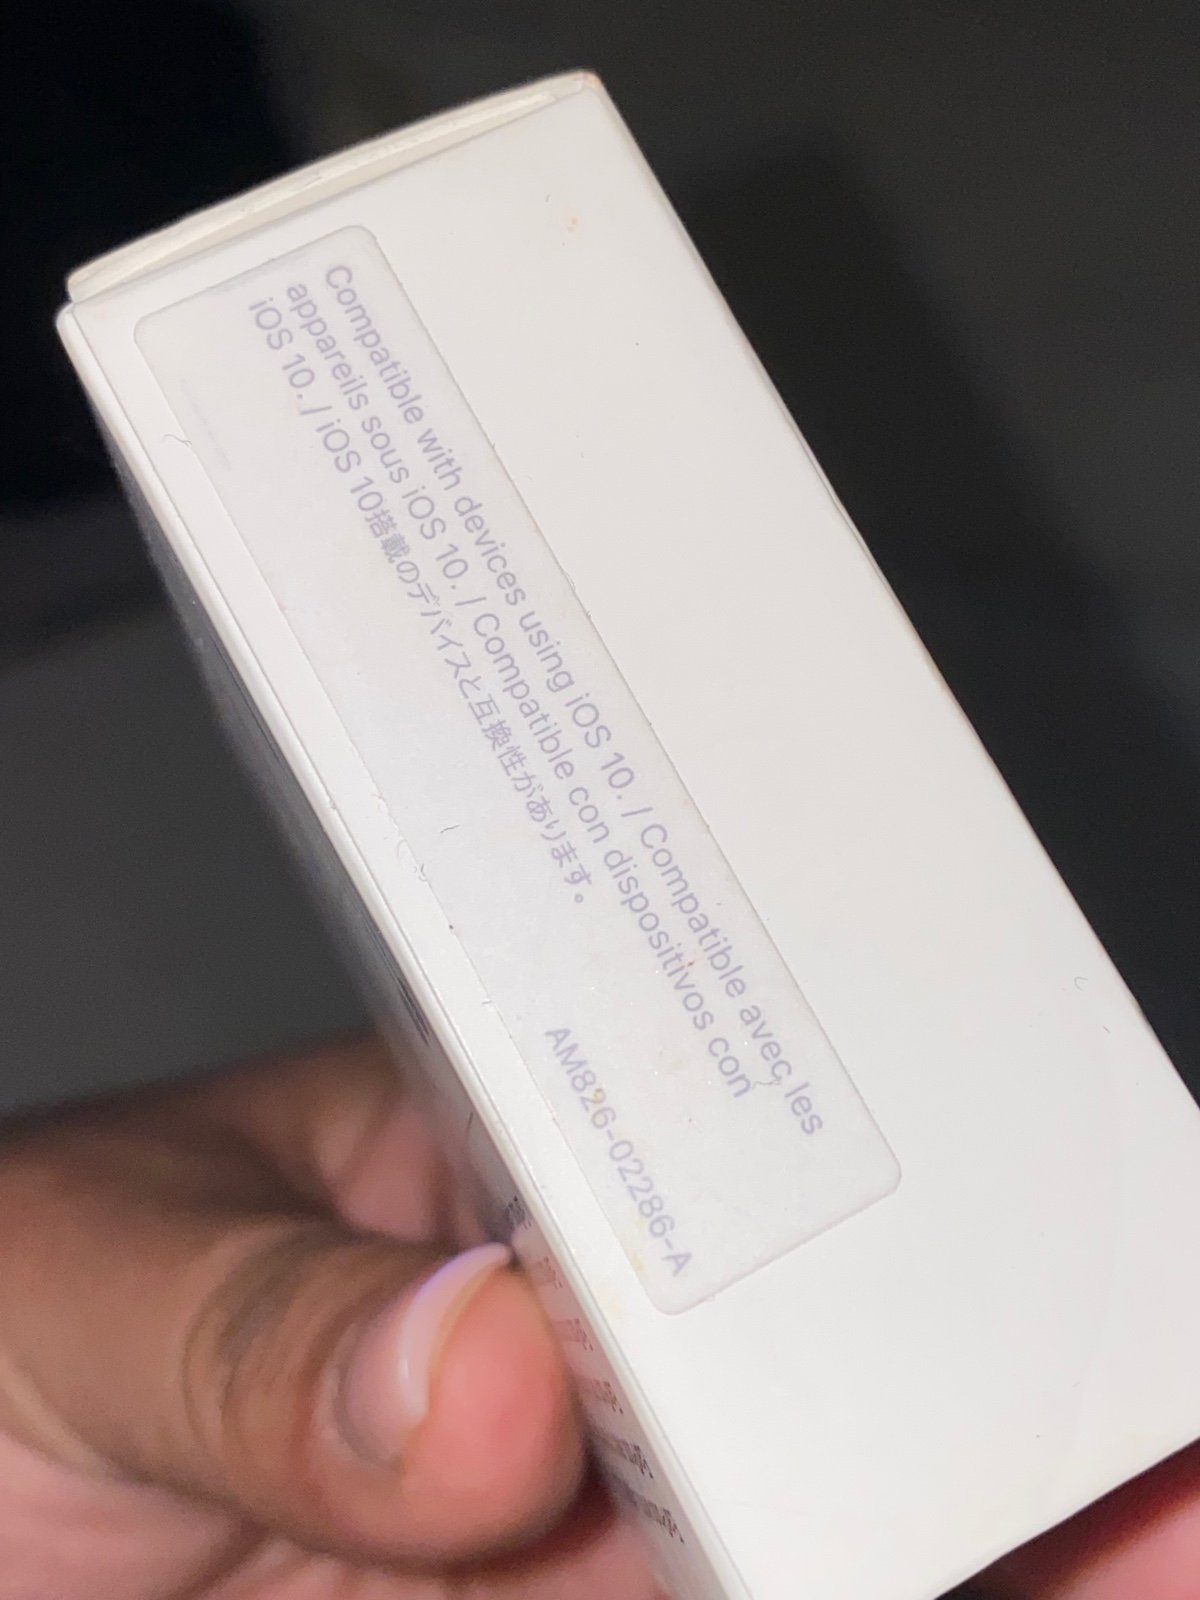 Compatible with devices using iOS 10. / Compatible avec les
appareils sous iOS 10. / Compatible con dispositivos con
iOS 10. / iOS 10搭載のデバイスと互換性があります。
AM826-02286-A